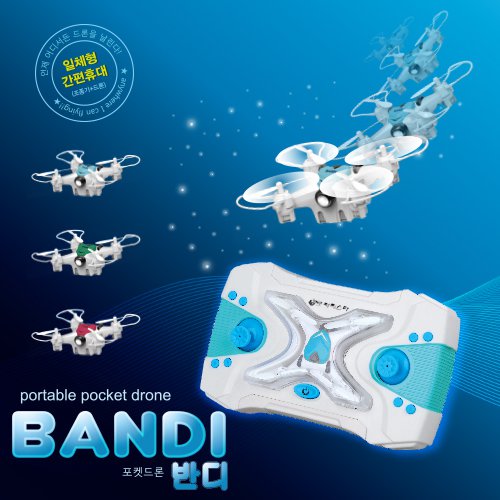 언제 어디서든 드론을 날린다!
일체형
간편휴대
(조종기+드론)
★ anywhere I can flying!! ★
portable pocket drone
BANDI
포켓드론 반디